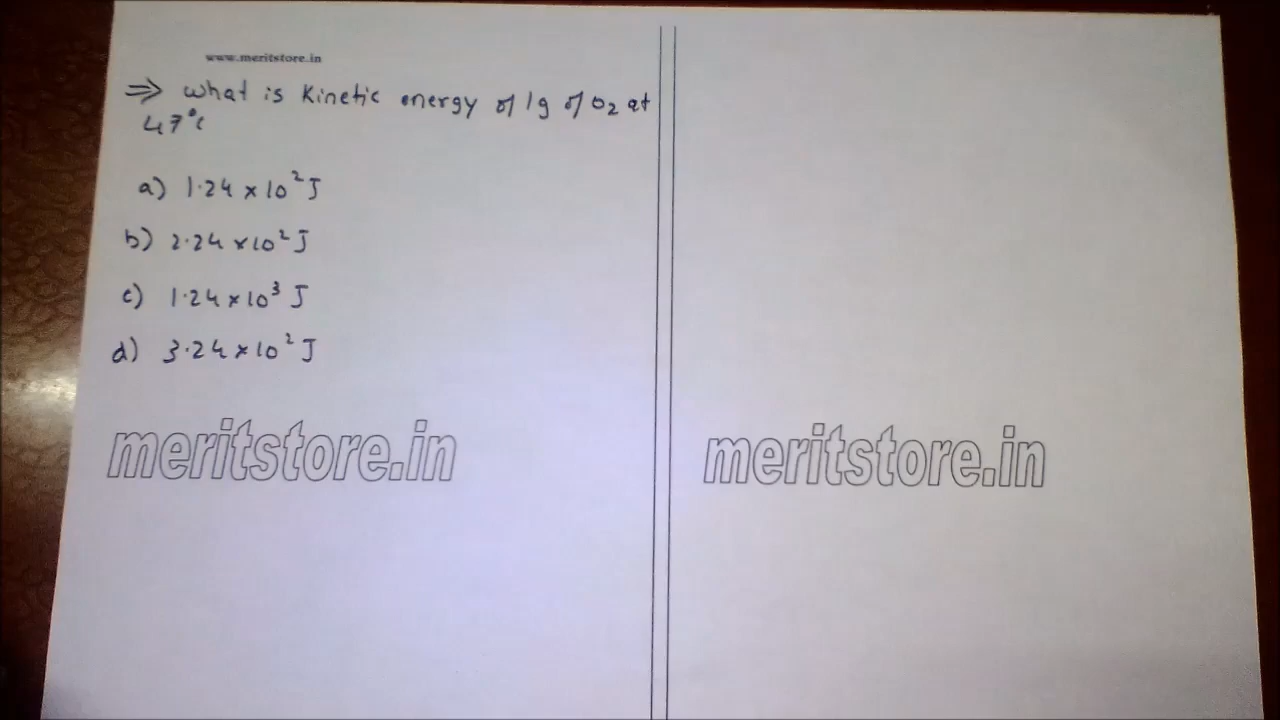 www.meritstore.in
⇒ what is Kinetic energy of 1g of O₂ at
47°c
a) 1.24 × 10² J
b) 2.24 × 10² J
c) 1.24 × 10³ J
d) 3.24 × 10² J
meritstore.in
meritstore.in